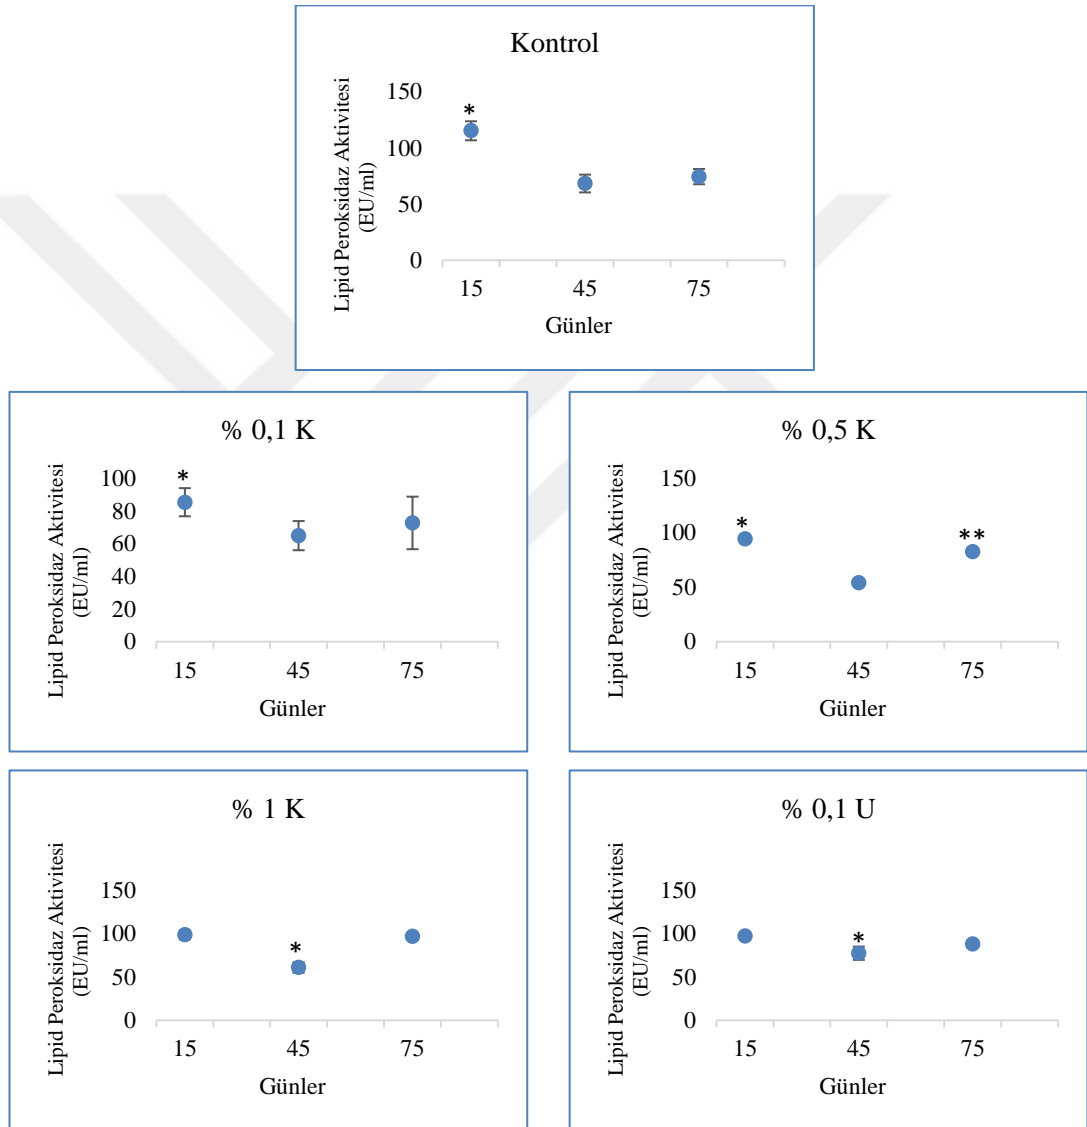 Kontrol
Lipid Peroksidaz Aktivitesi
(EU/ml)
150
100
50
0
*
15 45 75
Günler
% 0,1 K
Lipid Peroksidaz Aktivitesi
(EU/ml)
100
80
60
40
20
0
*
15 45 75
Günler
% 0,5 K
Lipid Peroksidaz Aktivitesi
(EU/ml)
150
100
50
0
*
**
15 45 75
Günler
% 1 K
Lipid Peroksidaz Aktivitesi
(EU/ml)
150
100
50
0
*
15 45 75
Günler
% 0,1 U
Lipid Peroksidaz Aktivitesi
(EU/ml)
150
100
50
0
*
15 45 75
Günler